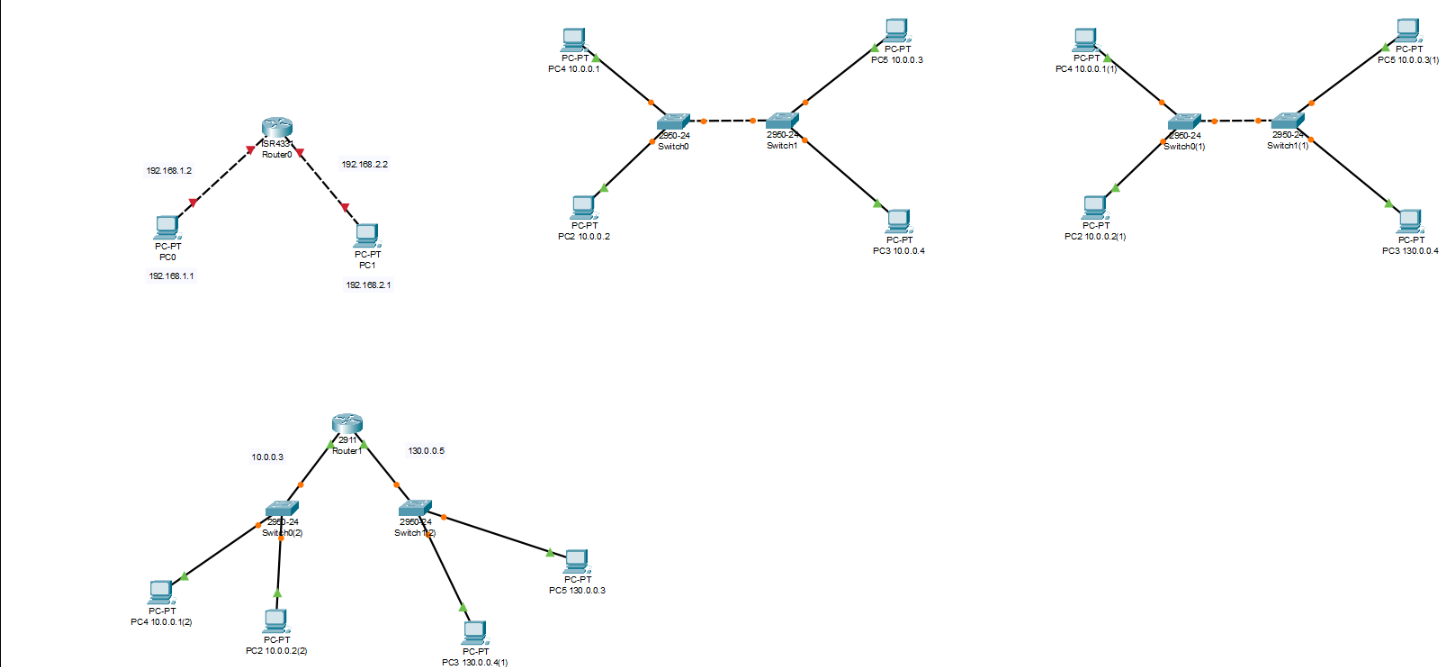 PC-PT
PC4 10.0.0.1
PC-PT
PC5 10.0.0.3
2950-24
Switch0
2950-24
Switch1
PC-PT
PC2 10.0.0.2
PC-PT
PC3 10.0.0.4
PC-PT
PC4 10.0.0.1(1)
PC-PT
PC5 10.0.0.3(1)
2950-24
Switch0(1)
2950-24
Switch1(1)
PC-PT
PC2 10.0.0.2(1)
PC-PT
PC3 130.0.0.4
ISR4331
Router0
192.168.1.2
192.168.2.2
PC-PT
PC0
192.168.1.1
PC-PT
PC1
192.168.2.1
2911
Router1
10.0.0.3
130.0.0.5
2950-24
Switch0(2)
2950-24
Switch1(2)
PC-PT
PC4 10.0.0.1(2)
PC-PT
PC2 10.0.0.2(2)
PC-PT
PC5 130.0.0.3
PC-PT
PC3 130.0.0.4(1)